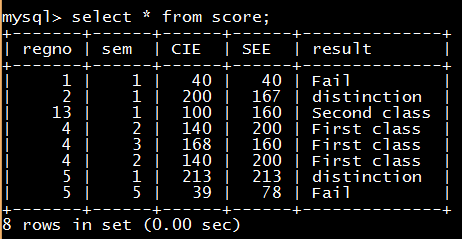 mysql> select * from score;
+-------+------+------+------+--------------+
| regno | sem  | CIE  | SEE  | result       |
+-------+------+------+------+--------------+
|     1 |    1 |   40 |   40 | Fail         |
|     2 |    1 |  200 |  167 | distinction  |
|    13 |    1 |  100 |  160 | Second class |
|     4 |    2 |  140 |  200 | First class  |
|     4 |    3 |  168 |  160 | First class  |
|     4 |    2 |  140 |  200 | First class  |
|     5 |    1 |  213 |  213 | distinction  |
|     5 |    5 |   39 |   78 | Fail         |
+-------+------+------+------+--------------+
8 rows in set (0.00 sec)